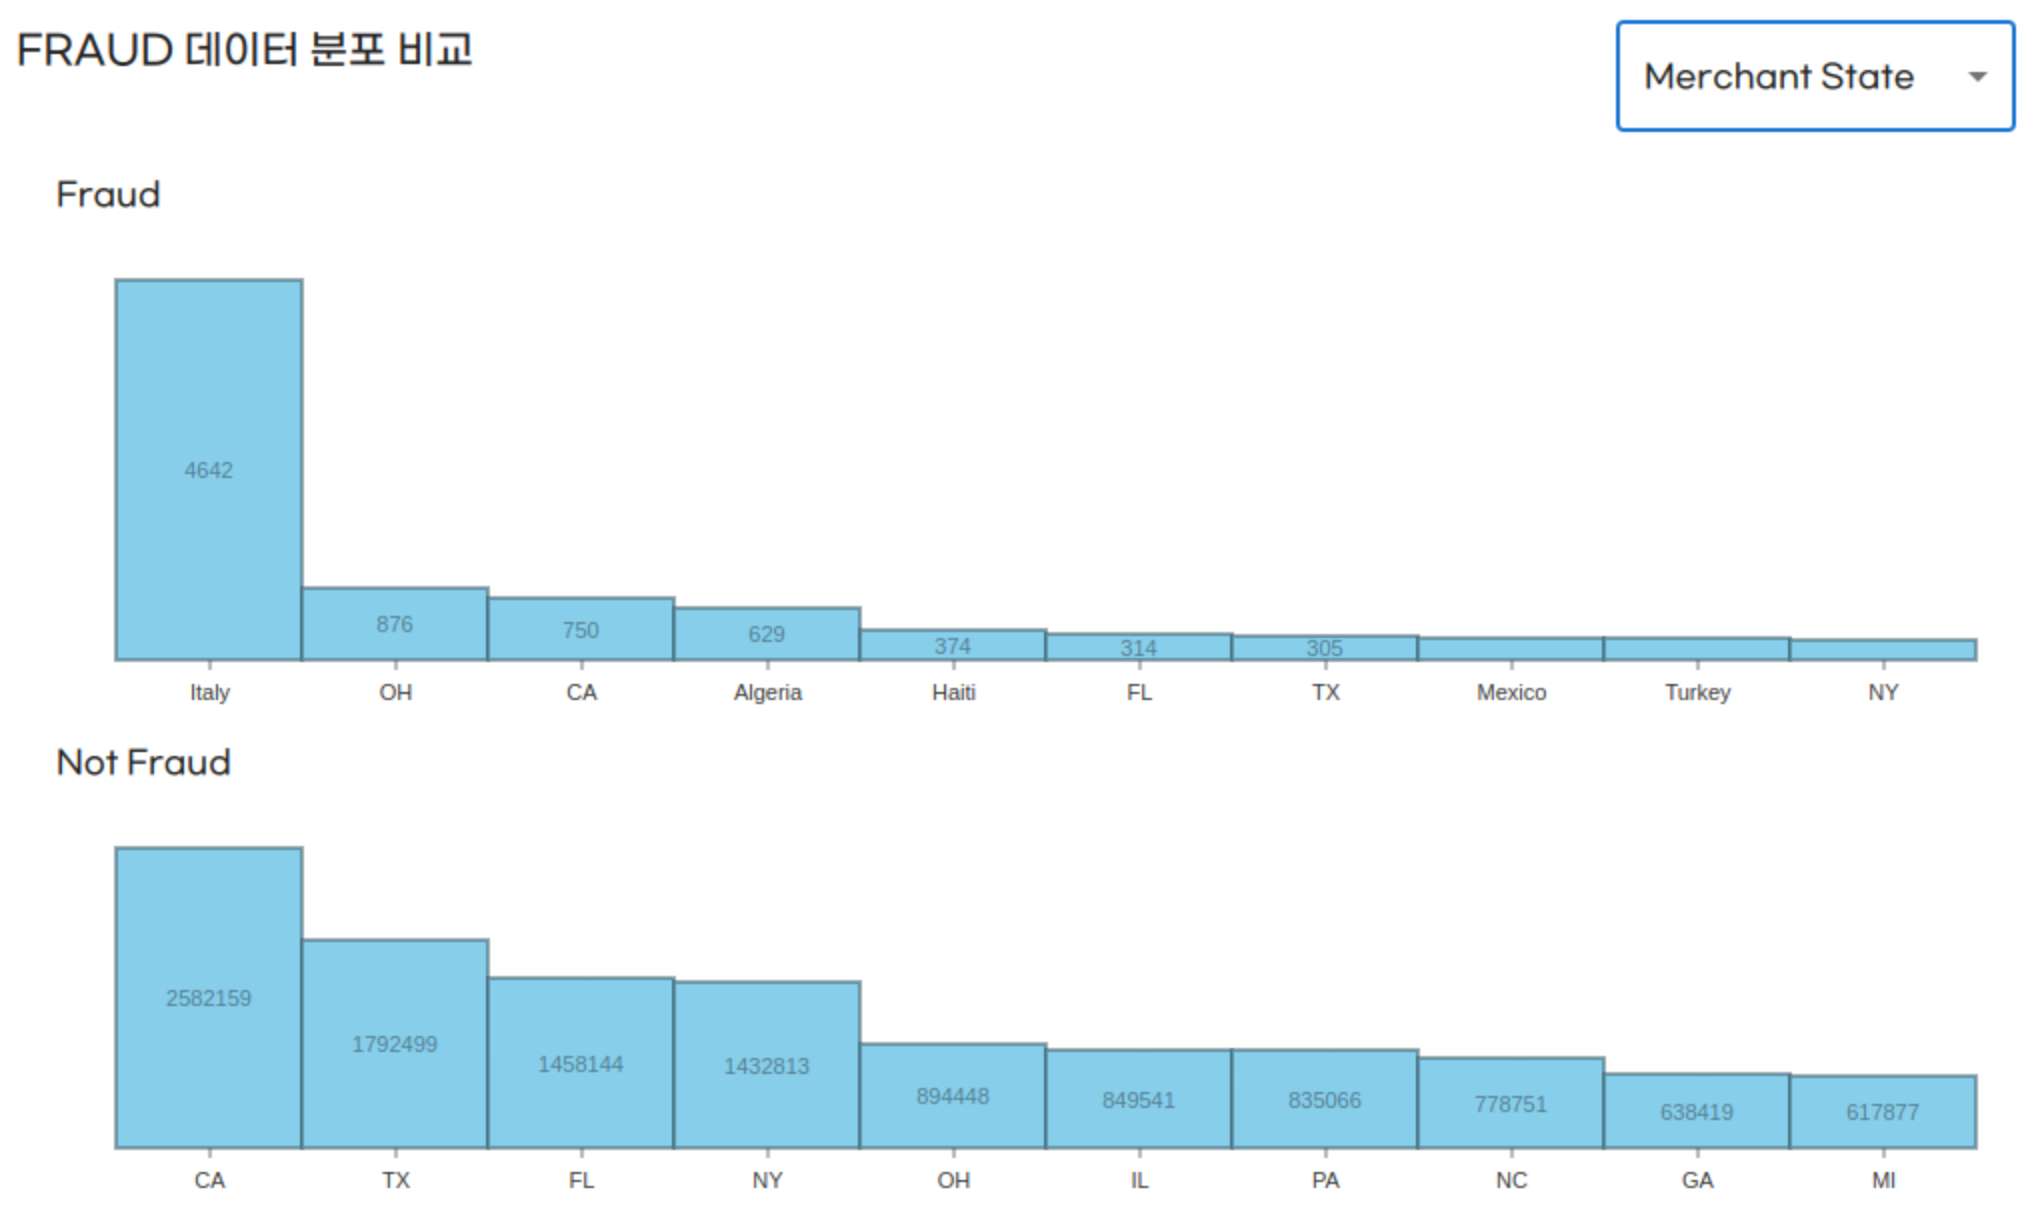 FRAUD 데이터 분포 비교
Merchant State
Fraud
4642
876
750
629
374
314
305
Italy OH CA Algeria Haiti FL TX Mexico Turkey NY
Not Fraud
2582159
1792499
1458144
1432813
894448
849541
835066
778751
638419
617877
CA TX FL NY OH IL PA NC GA MI